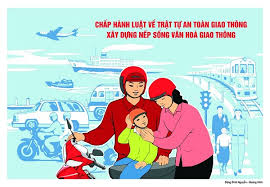 CHẤP HÀNH LUẬT VỀ TRẬT TỰ AN TOÀN GIAO THÔNG
XÂY DỰNG NẾP SỐNG VĂN HOÁ GIAO THÔNG